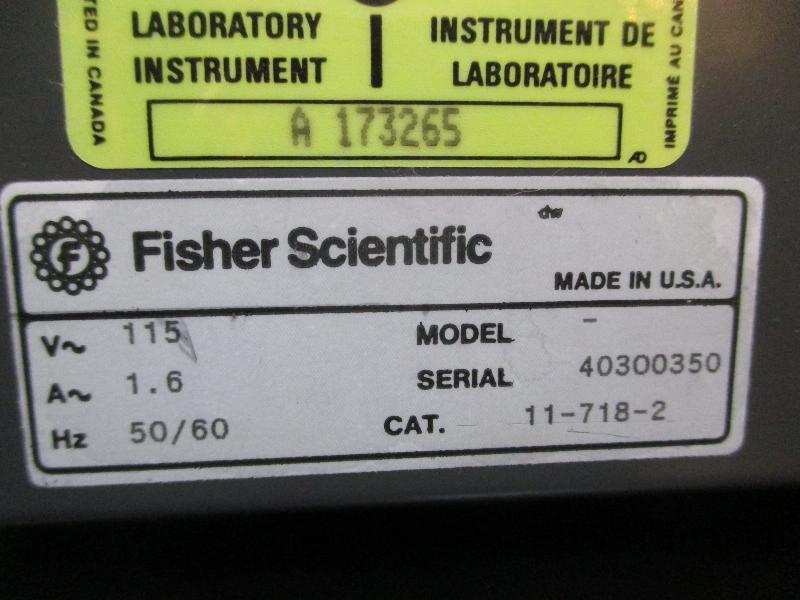 LABORATORY
INSTRUMENT
INSTRUMENT DE
LABORATOIRE
TED IN CANADA
IMPRIMÉ AU CAN
A 173265
F Fisher Scientific
MADE IN U.S.A.
V~ 115
MODEL -
A~ 1.6
SERIAL 40300350
Hz 50/60
CAT. 11-718-2